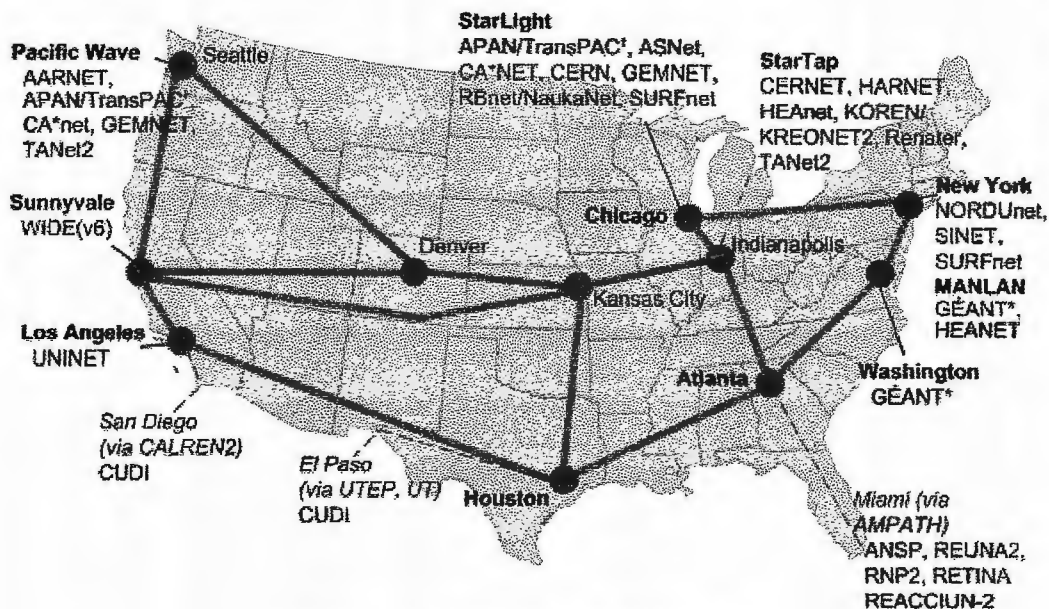 StarLight
APAN/TransPAC‡, ASNet,
CA*NET, CERN, GEMNET,
RBnet/NaukaNet, SURFnet
StarTap
CERNET, HARNET
HEAnet, KOREN/
KREONET2, Renater,
TANet2
Pacific Wave
AARNET,
APAN/TransPAC‡
CA*net, GEMNET,
TANet2
Seattle
Sunnyvale
WIDE(v6)
Los Angeles
UNINET
San Diego
(via CALREN2)
CUDI
El Paso
(via UTEP, UT)
CUDI
Denver
Kansas City
Houston
Chicago
Indianapolis
Atlanta
New York
NORDUnet,
SINET,
SURFnet
MANLAN
GÉANT*,
HEANET
Washington
GÉANT*
Miami (via
AMPATH)
ANSP, REUNA2,
RNP2, RETINA
REACCIUN-2